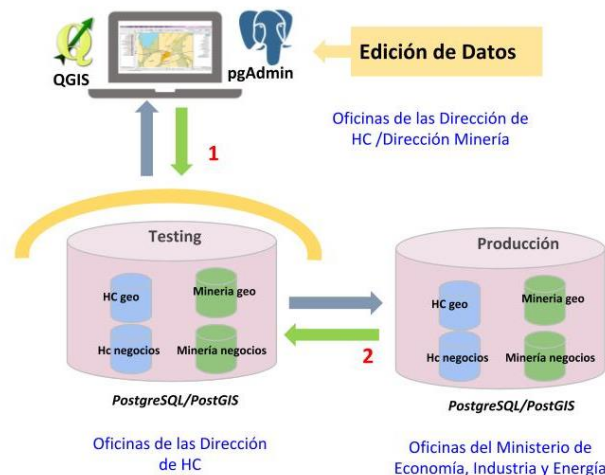 QGIS
pgAdmin
Edición de Datos
Oficinas de las Dirección de
HC /Dirección Minería
1
Testing
HC geo
Mineria geo
Hc negocios
Minería negocios
PostgreSQL/PostGIS
Oficinas de las Dirección
de HC
2
Producción
HC geo
Mineria geo
Hc negocios
Minería negocios
PostgreSQL/PostGIS
Oficinas del Ministerio de
Economía, Industria y Energía